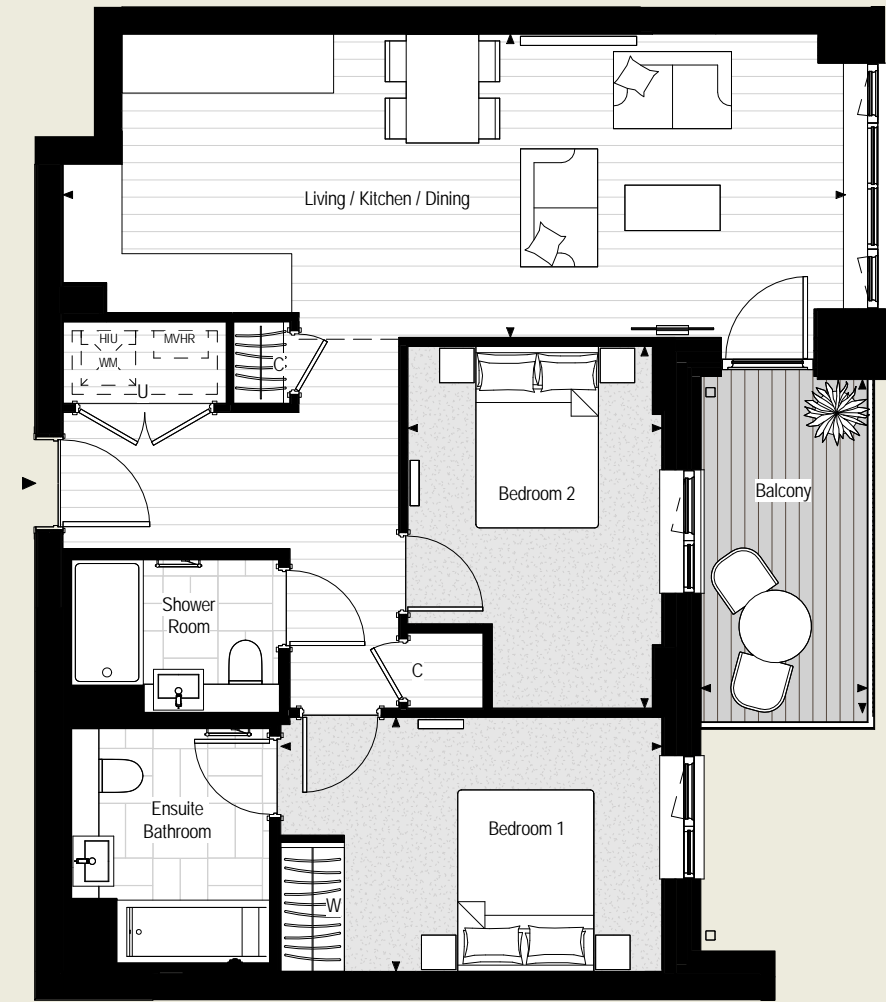 Living / Kitchen / Dining
HIU
MVHR
WM
C
U
Bedroom 2
Balcony
Shower
Room
C
Ensuite
Bathroom
Bedroom 1
W